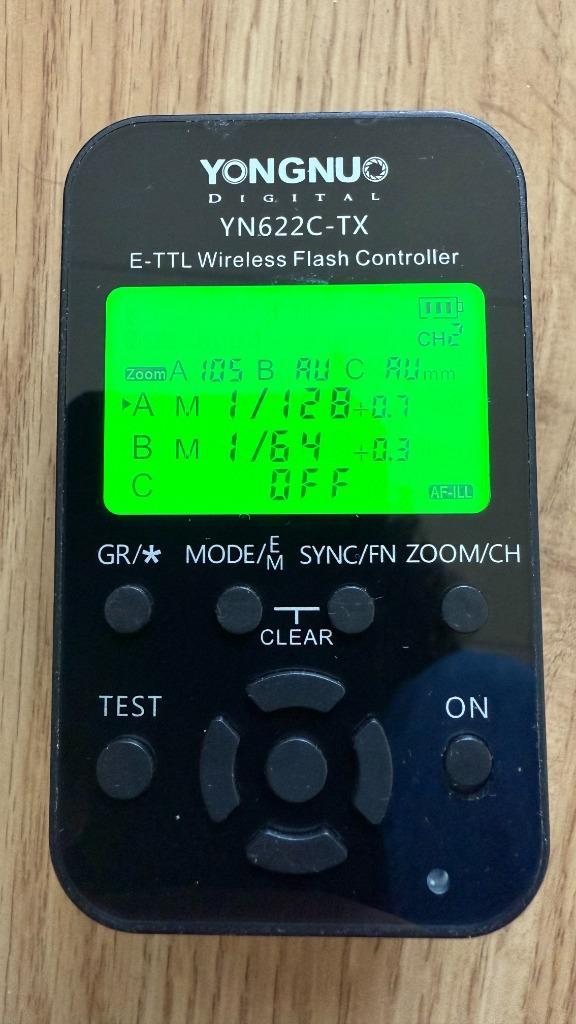 YONGNUO
DIGITAL
YN622C-TX
E-TTL Wireless Flash Controller
CH2
Zoom A 105 B AU C AU mm
A M 1/128 +0.7
B M 1/64 +0.3
C OFF AF-ILL
GR/* MODE/E/M SYNC/FN ZOOM/CH
CLEAR
TEST ON